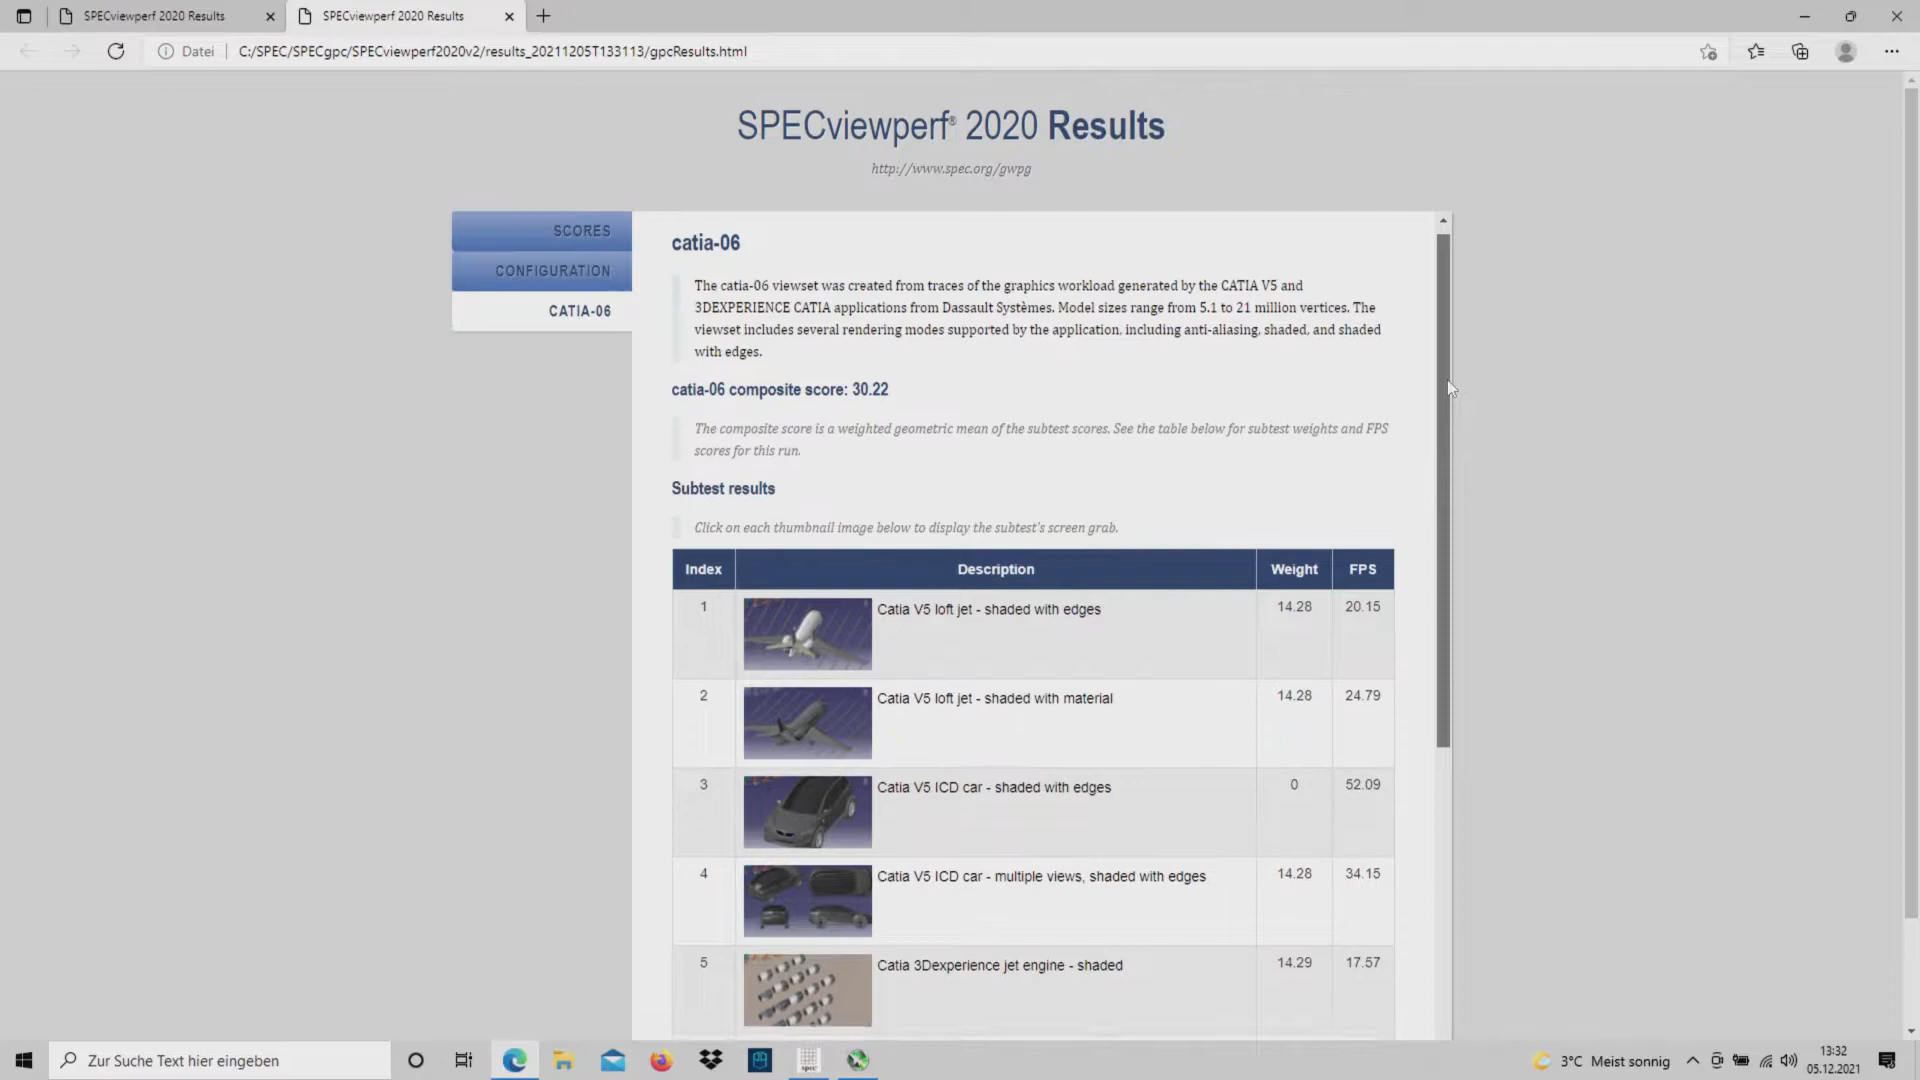 SPECviewperf 2020 Results
SPECviewperf 2020 Results
Datei
C:/SPEC/SPECgpc/SPECviewperf2020v2/results_20211205T133113/gpcResults.html
SPECviewperf® 2020 Results
http://www.spec.org/gwpg
SCORES
CONFIGURATION
CATIA-06
catia-06
The catia-06 viewset was created from traces of the graphics workload generated by the CATIA V5 and
3DEXPERIENCE CATIA applications from Dassault Systèmes. Model sizes range from 5.1 to 21 million vertices. The
viewset includes several rendering modes supported by the application, including anti-aliasing, shaded, and shaded
with edges.
catia-06 composite score: 30.22
The composite score is a weighted geometric mean of the subtest scores. See the table below for subtest weights and FPS
scores for this run.
Subtest results
Click on each thumbnail image below to display the subtest's screen grab.
Index Description Weight FPS
1 Catia V5 loft jet - shaded with edges 14.28 20.15
2 Catia V5 loft jet - shaded with material 14.28 24.79
3 Catia V5 ICD car - shaded with edges 0 52.09
4 Catia V5 ICD car - multiple views, shaded with edges 14.28 34.15
5 Catia 3Dexperience jet engine - shaded 14.29 17.57
Zur Suche Text hier eingeben
spec
3°C Meist sonnig
13:32
05.12.2021